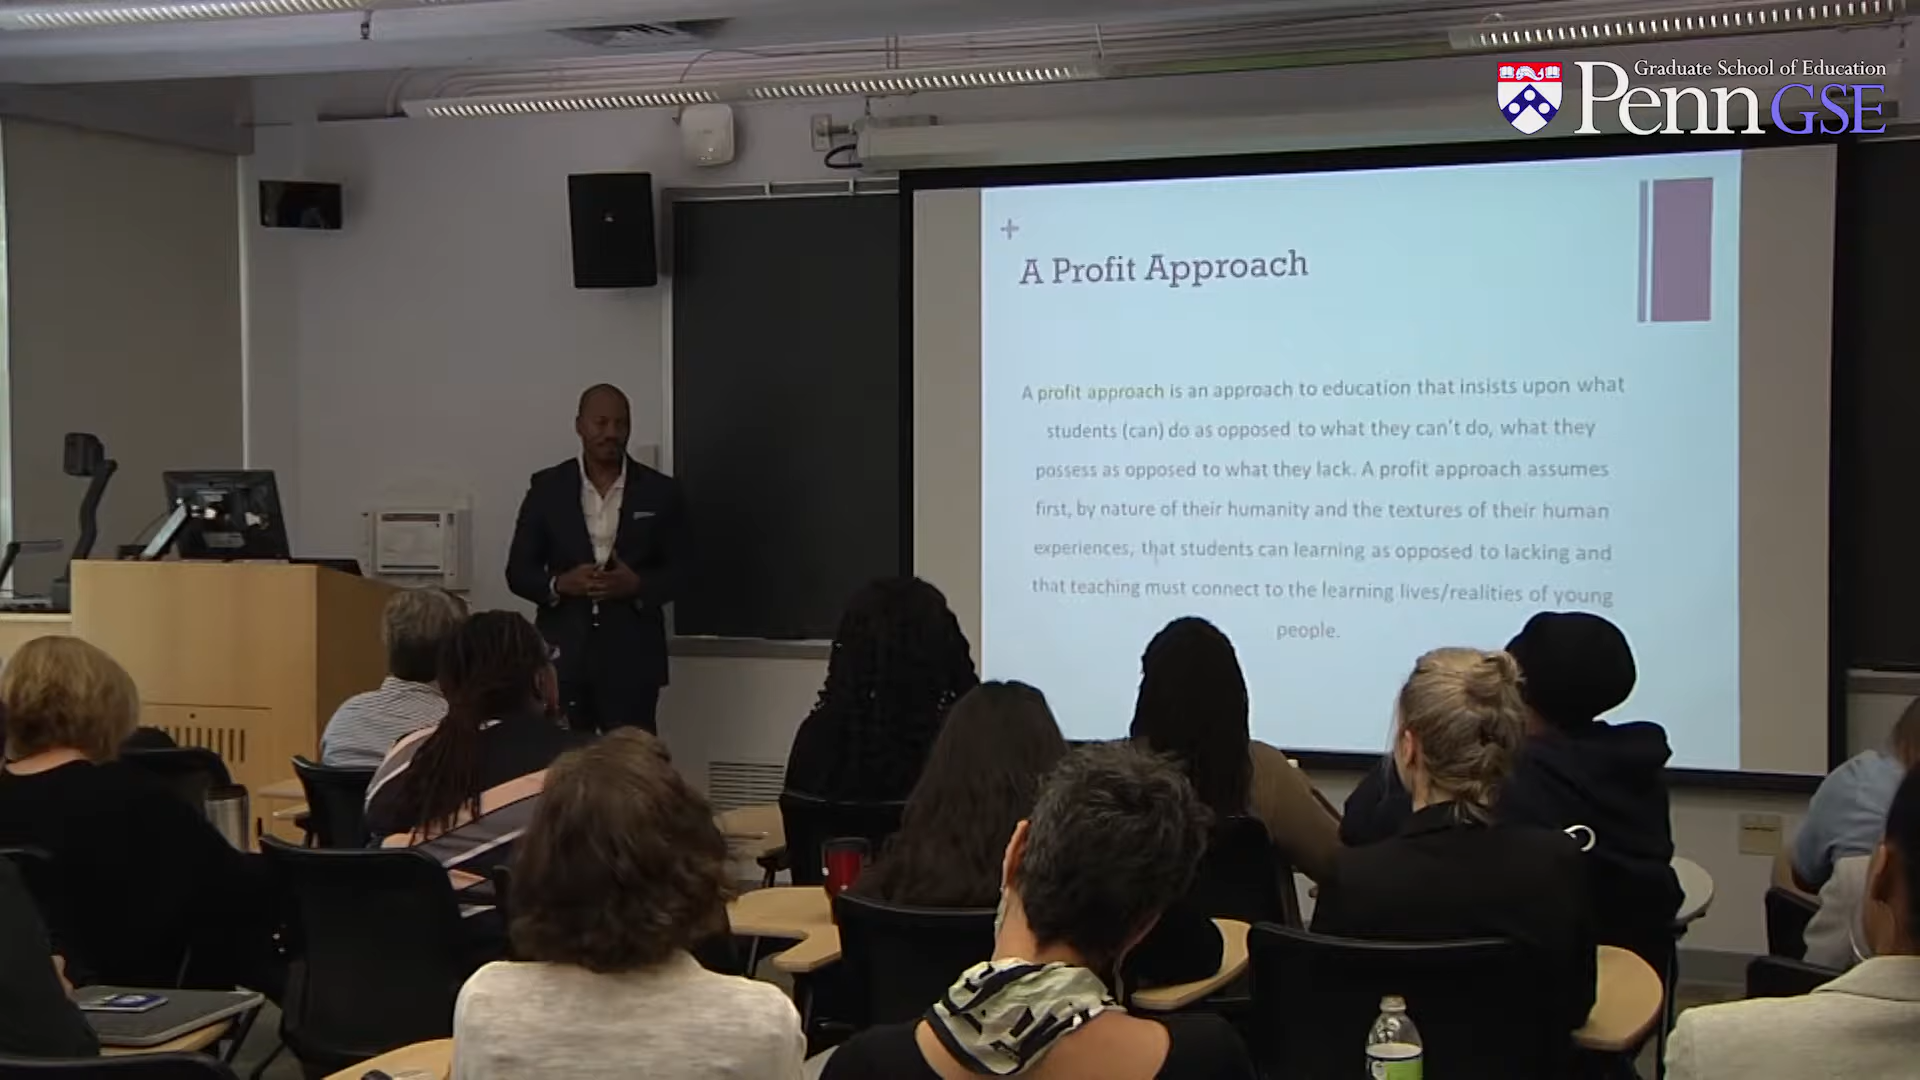 Graduate School of Education
PennGSE
+
A Profit Approach
A profit approach is an approach to education that insists upon what
students (can) do as opposed to what they can't do, what they
possess as opposed to what they lack. A profit approach assumes
first, by nature of their humanity and the textures of their human
experiences, that students can learning as opposed to lacking and
that teaching must connect to the learning lives/realities of young
people.